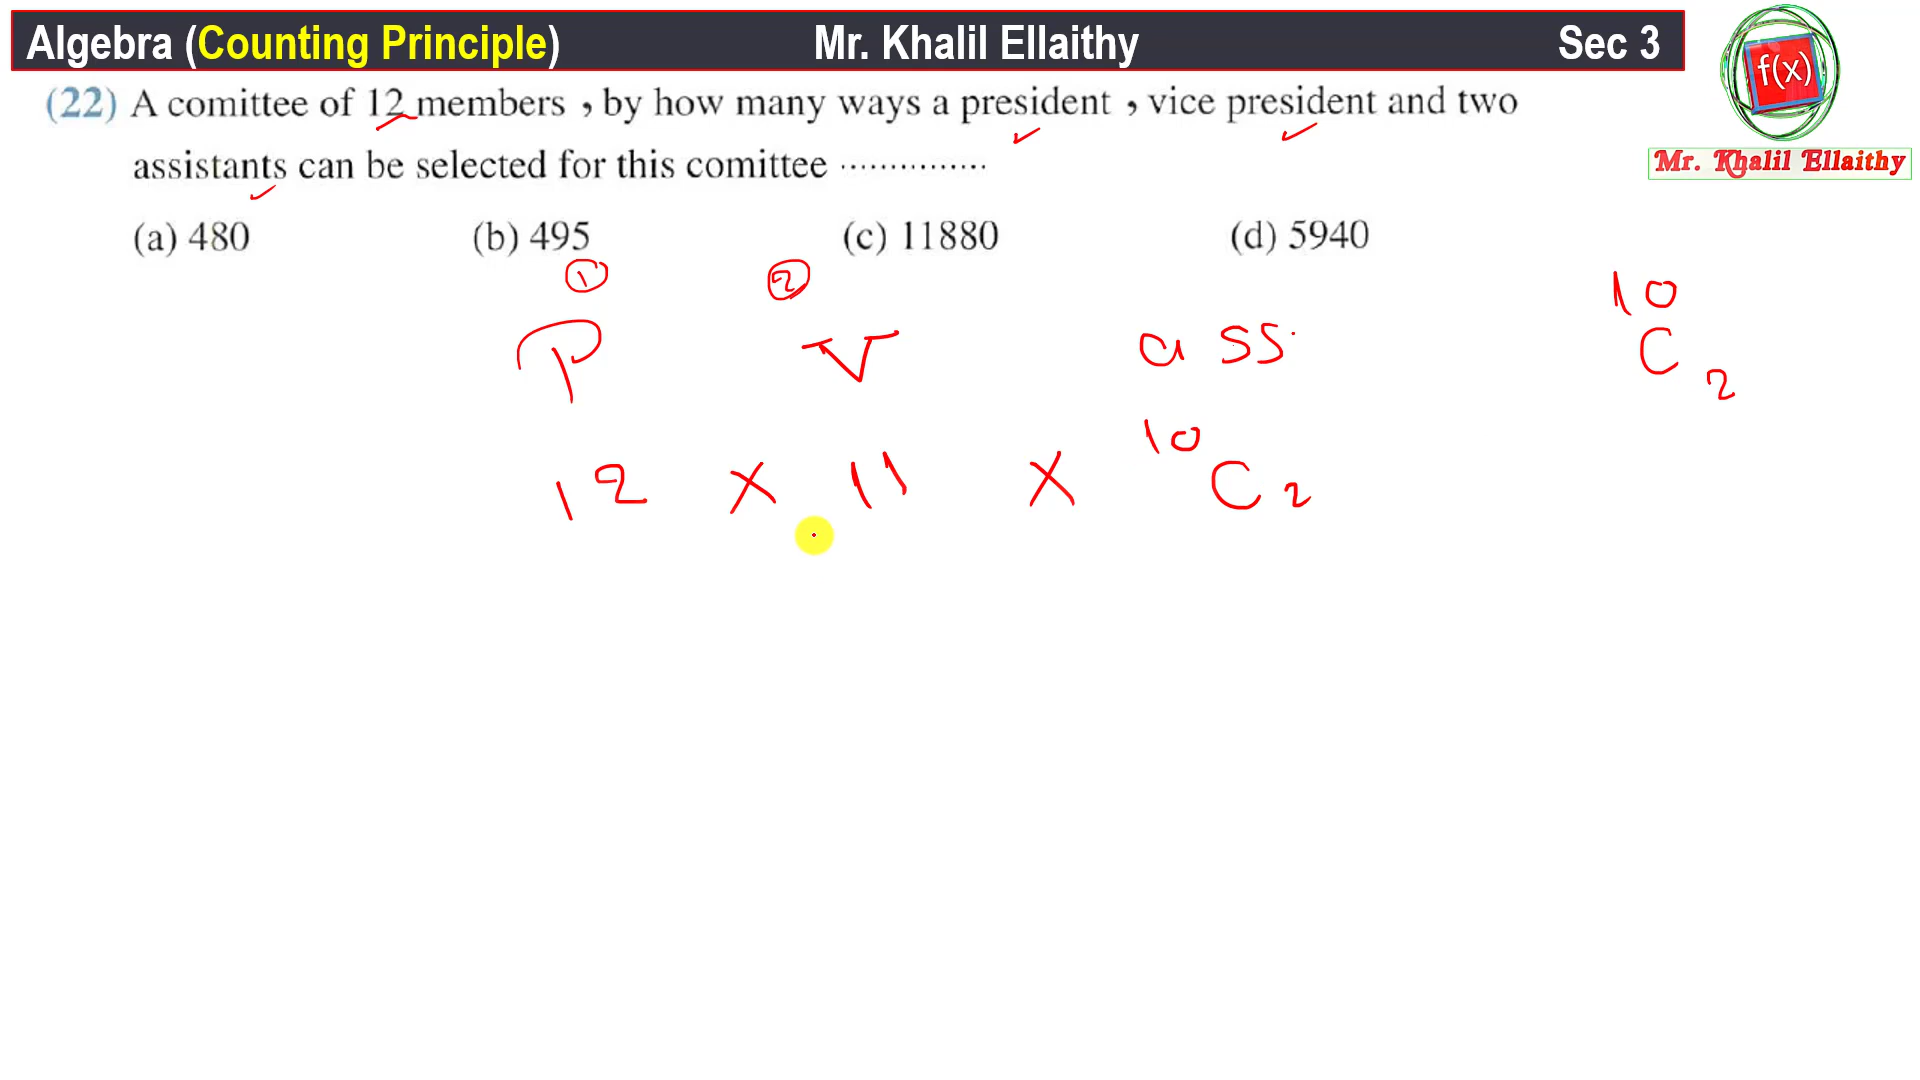 Algebra (Counting Principle) Mr. Khalil Ellaithy Sec 3
f(x)
Mr. Khalil Ellaithy
(22) A comittee of 12 members , by how many ways a president , vice president and two
assistants can be selected for this comittee ...............
(a) 480 (b) 495 (c) 11880 (d) 5940
1 2
P V ass. 10 C 2
12 × 11 × 10 C 2